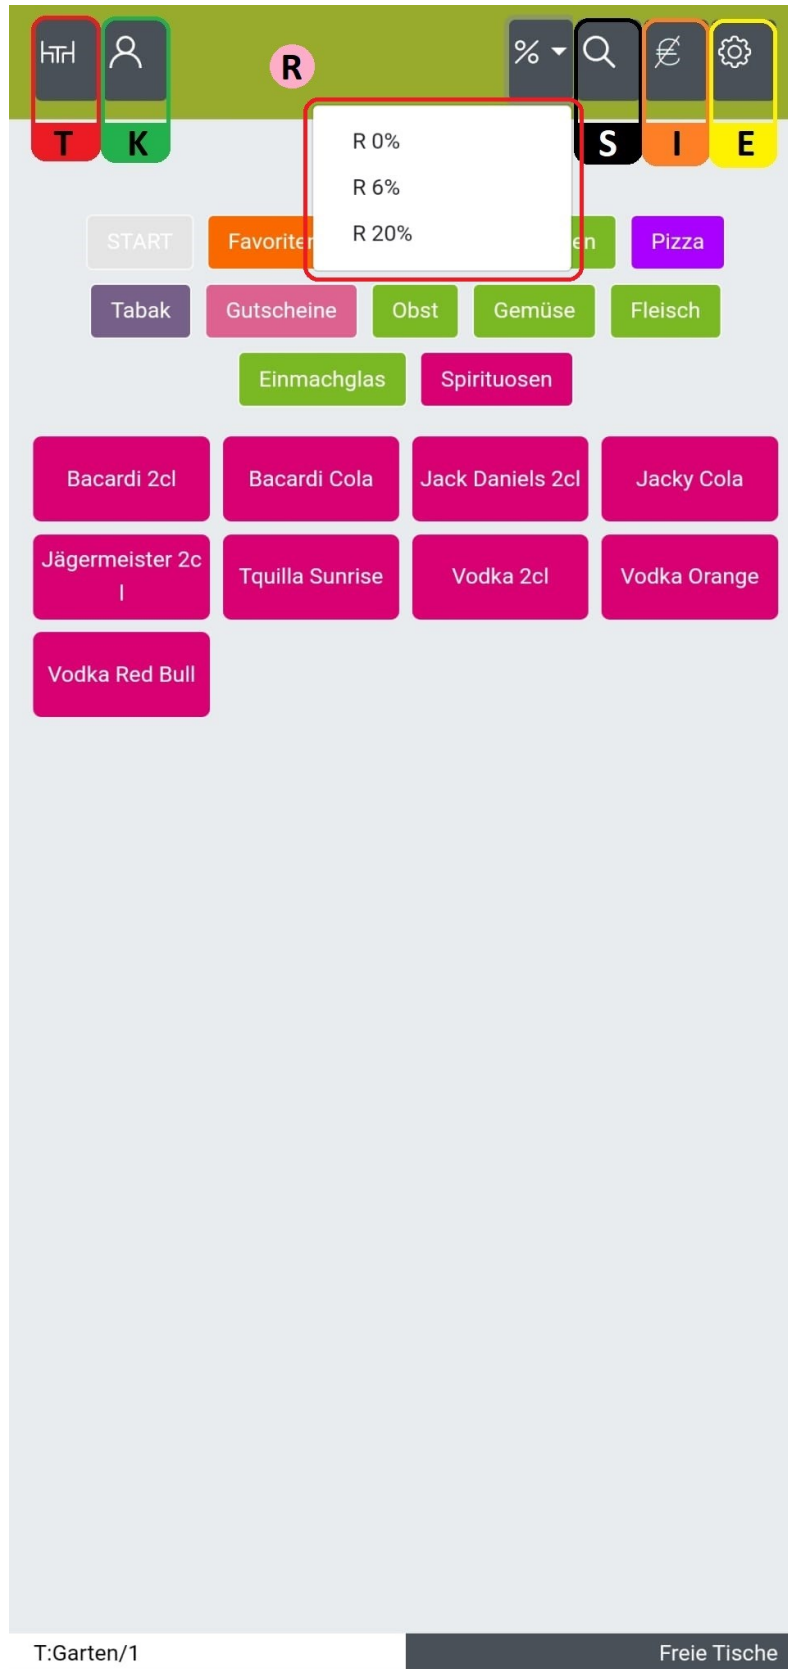 %
R
T K S I E
R 0%
R 6%
R 20%
START Favoriten en Pizza
Tabak Gutscheine Obst Gemüse Fleisch
Einmachglas Spirituosen
Bacardi 2cl Bacardi Cola Jack Daniels 2cl Jacky Cola
Jägermeister 2c
l
Tquilla Sunrise Vodka 2cl Vodka Orange
Vodka Red Bull
T:Garten/1 Freie Tische